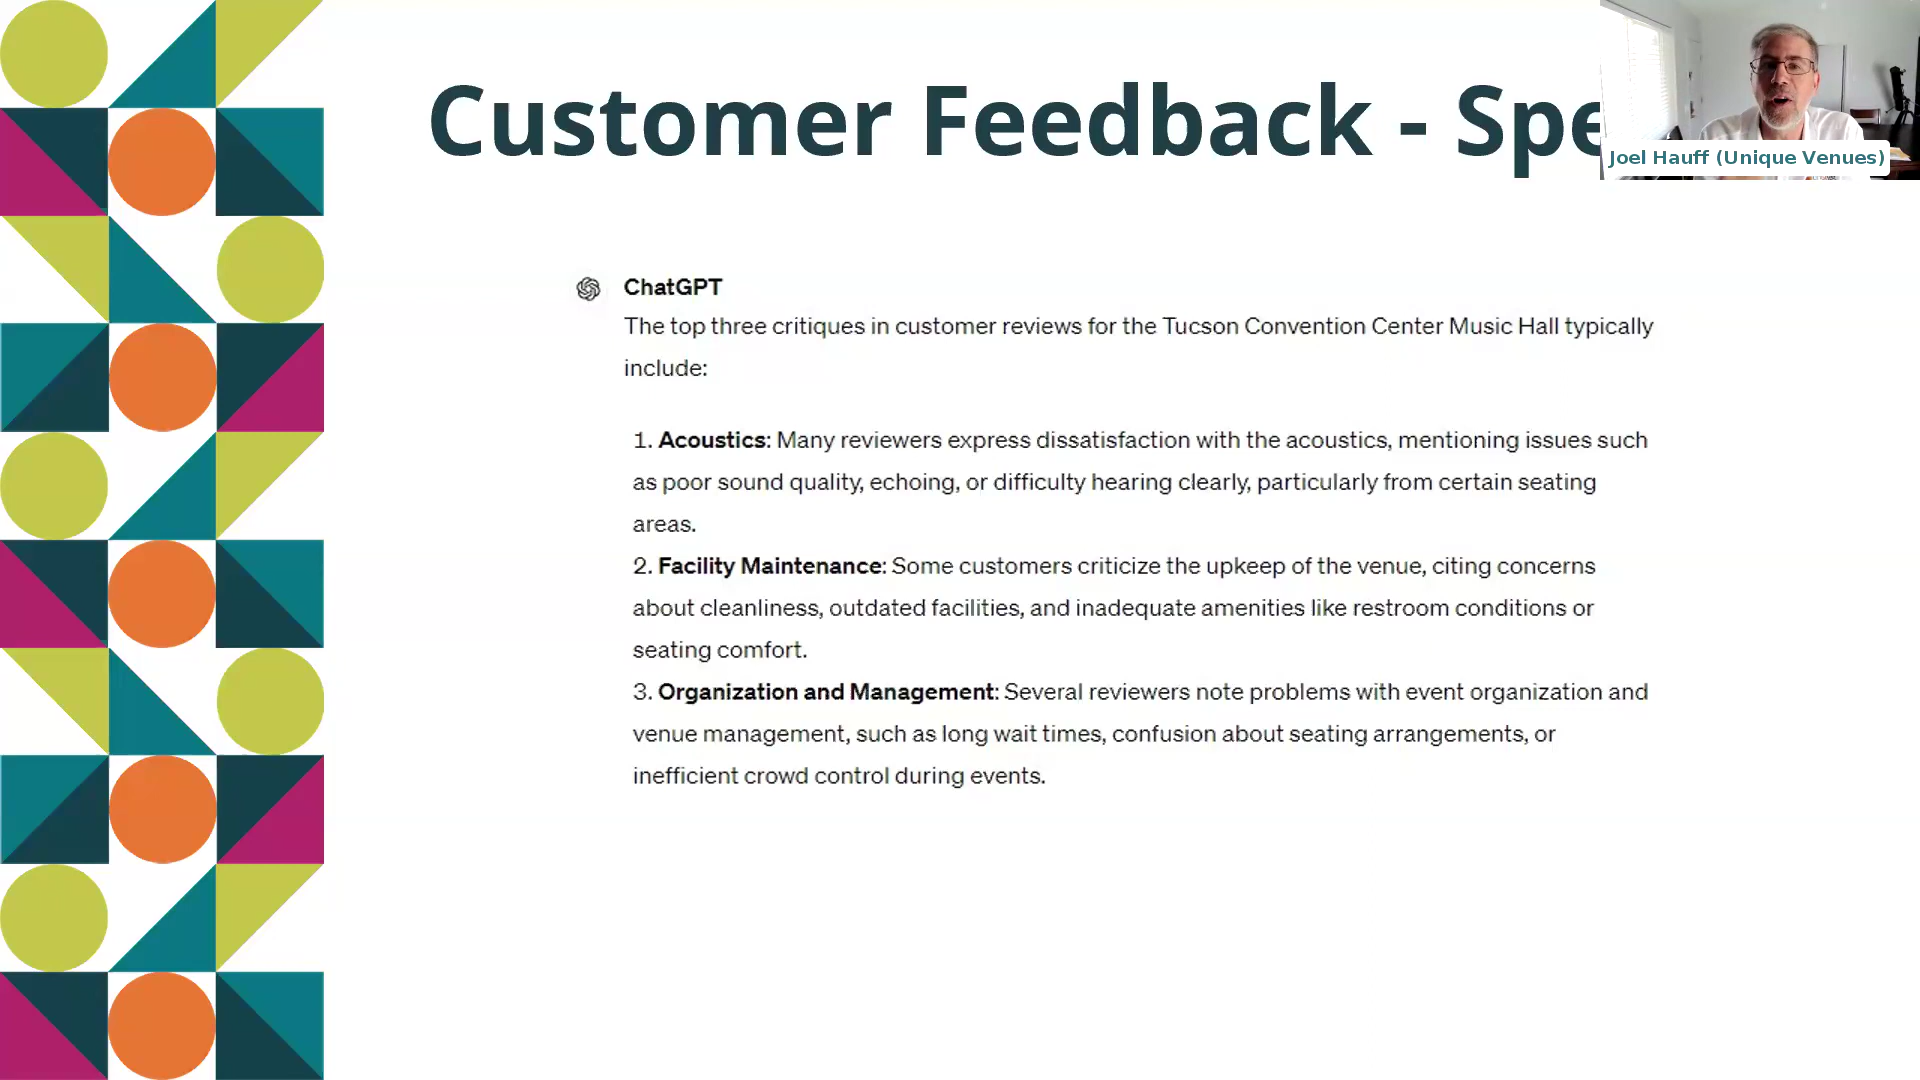 Customer Feedback - Spe
Joel Hauff (Unique Venues)
ChatGPT
The top three critiques in customer reviews for the Tucson Convention Center Music Hall typically
include:
1. Acoustics: Many reviewers express dissatisfaction with the acoustics, mentioning issues such
as poor sound quality, echoing, or difficulty hearing clearly, particularly from certain seating
areas.
2. Facility Maintenance: Some customers criticize the upkeep of the venue, citing concerns
about cleanliness, outdated facilities, and inadequate amenities like restroom conditions or
seating comfort.
3. Organization and Management: Several reviewers note problems with event organization and
venue management, such as long wait times, confusion about seating arrangements, or
inefficient crowd control during events.